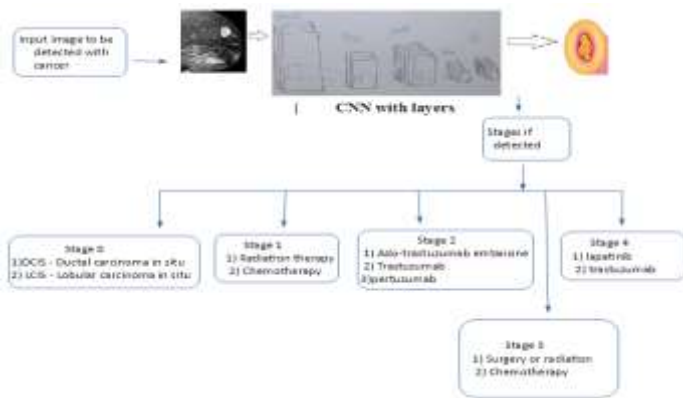 Input image to be
detected with
cancer
CNN with layers
Stages if
detected
Stage 0
1)DCIS - Ductal carcinoma in situ
2) LCIS - Lobular carcinoma in situ
Stage 1
1) Radiation therapy
2) Chemotherapy
Stage 2
1) Ado-trastuzumab emtansine
2) Trastuzumab
3)pertuzumab
Stage 4
1) lapatinib
2) trastuzumab
Stage 3
1) Surgery or radiation
2) Chemotherapy